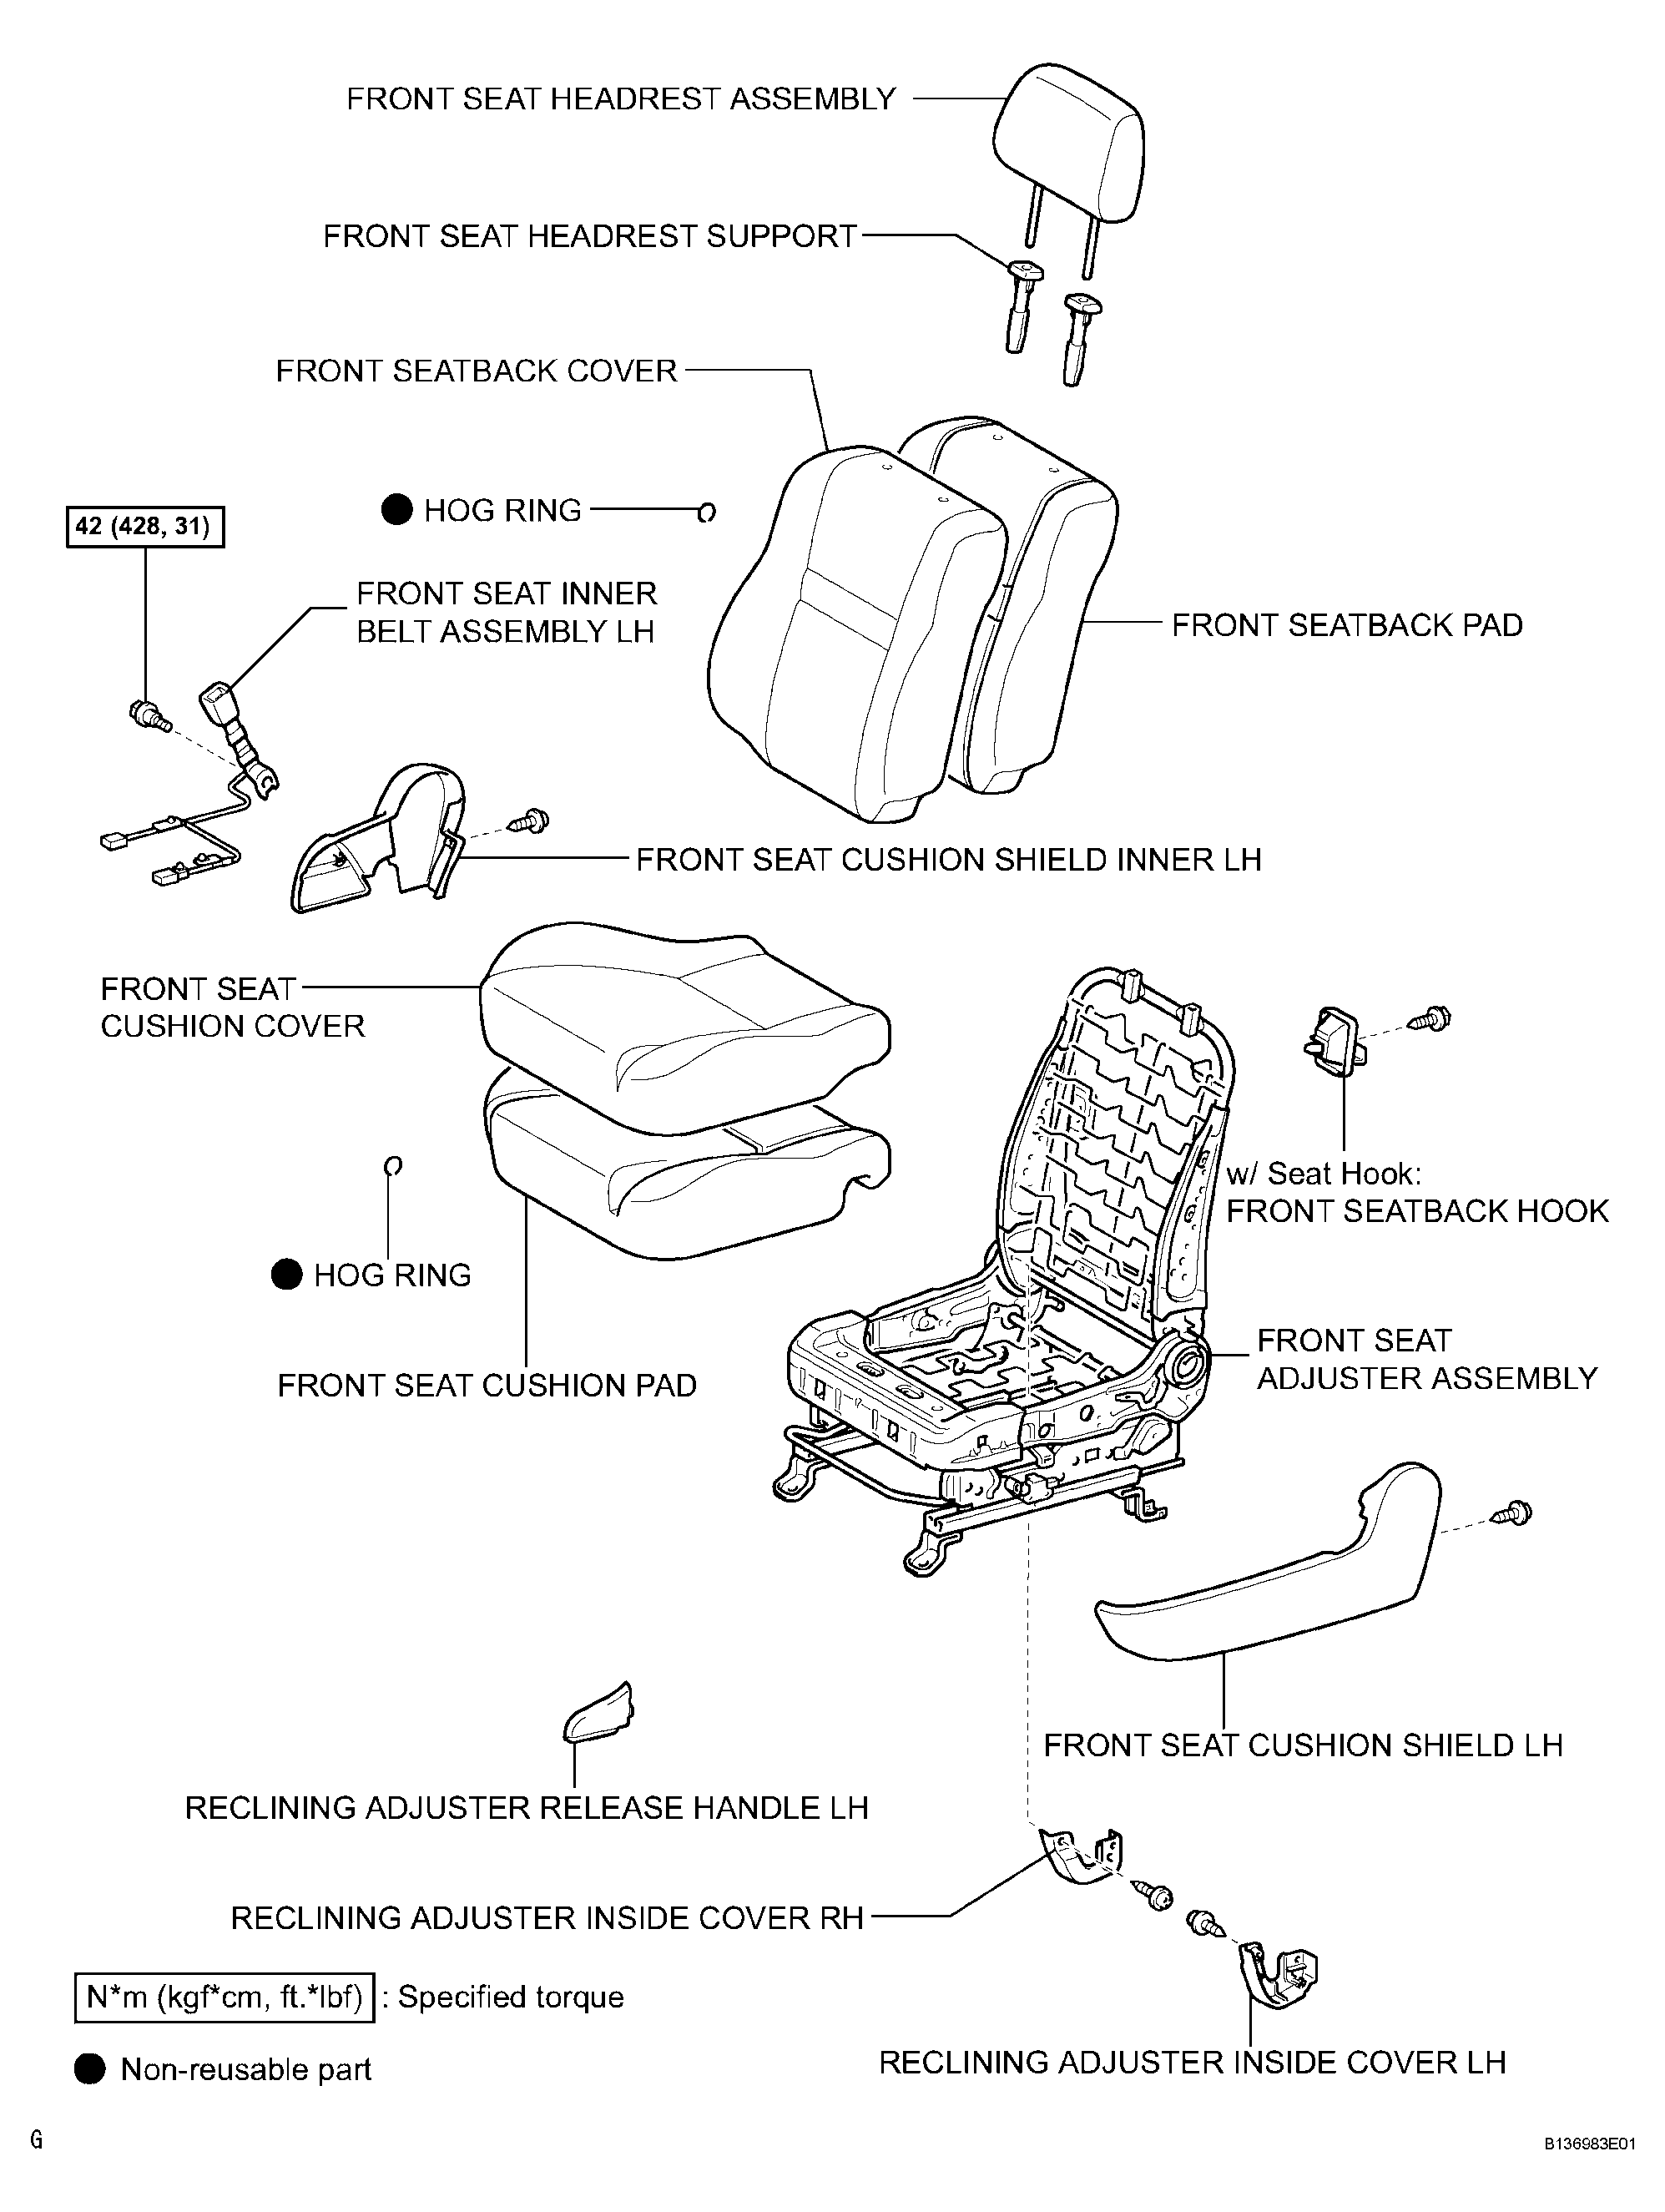 FRONT SEAT HEADREST ASSEMBLY
FRONT SEAT HEADREST SUPPORT
FRONT SEATBACK COVER
HOG RING
42 (428, 31)
FRONT SEAT INNER
BELT ASSEMBLY LH
FRONT SEATBACK PAD
FRONT SEAT CUSHION SHIELD INNER LH
FRONT SEAT
CUSHION COVER
w/ Seat Hook:
FRONT SEATBACK HOOK
HOG RING
FRONT SEAT
ADJUSTER ASSEMBLY
FRONT SEAT CUSHION PAD
FRONT SEAT CUSHION SHIELD LH
RECLINING ADJUSTER RELEASE HANDLE LH
RECLINING ADJUSTER INSIDE COVER RH
N*m (kgf*cm, ft.*lbf) : Specified torque
RECLINING ADJUSTER INSIDE COVER LH
Non-reusable part
G
B136983E01